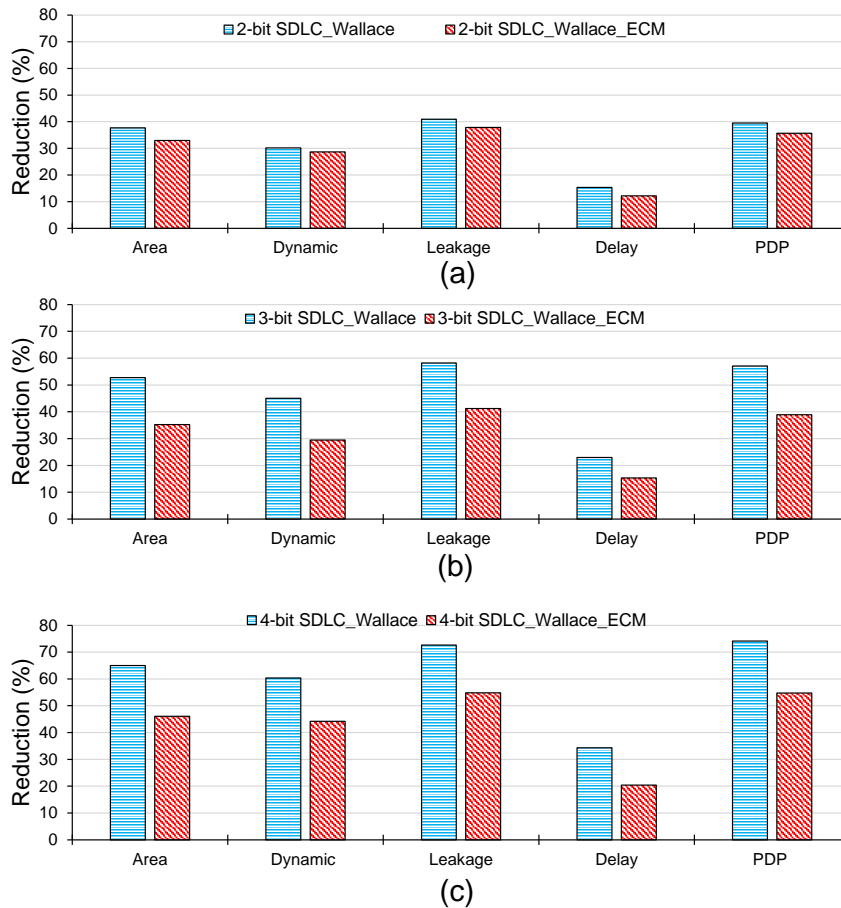 80
2-bit SDLC_Wallace 2-bit SDLC_Wallace_ECM
70
60
50
40
30
20
10
0
Reduction (%)
Area Dynamic Leakage Delay PDP
(a)
80
3-bit SDLC_Wallace 3-bit SDLC_Wallace_ECM
70
60
50
40
30
20
10
0
Reduction (%)
Area Dynamic Leakage Delay PDP
(b)
4-bit SDLC_Wallace 4-bit SDLC_Wallace_ECM
80
70
60
50
40
30
20
10
0
Reduction (%)
Area Dynamic Leakage Delay PDP
(c)